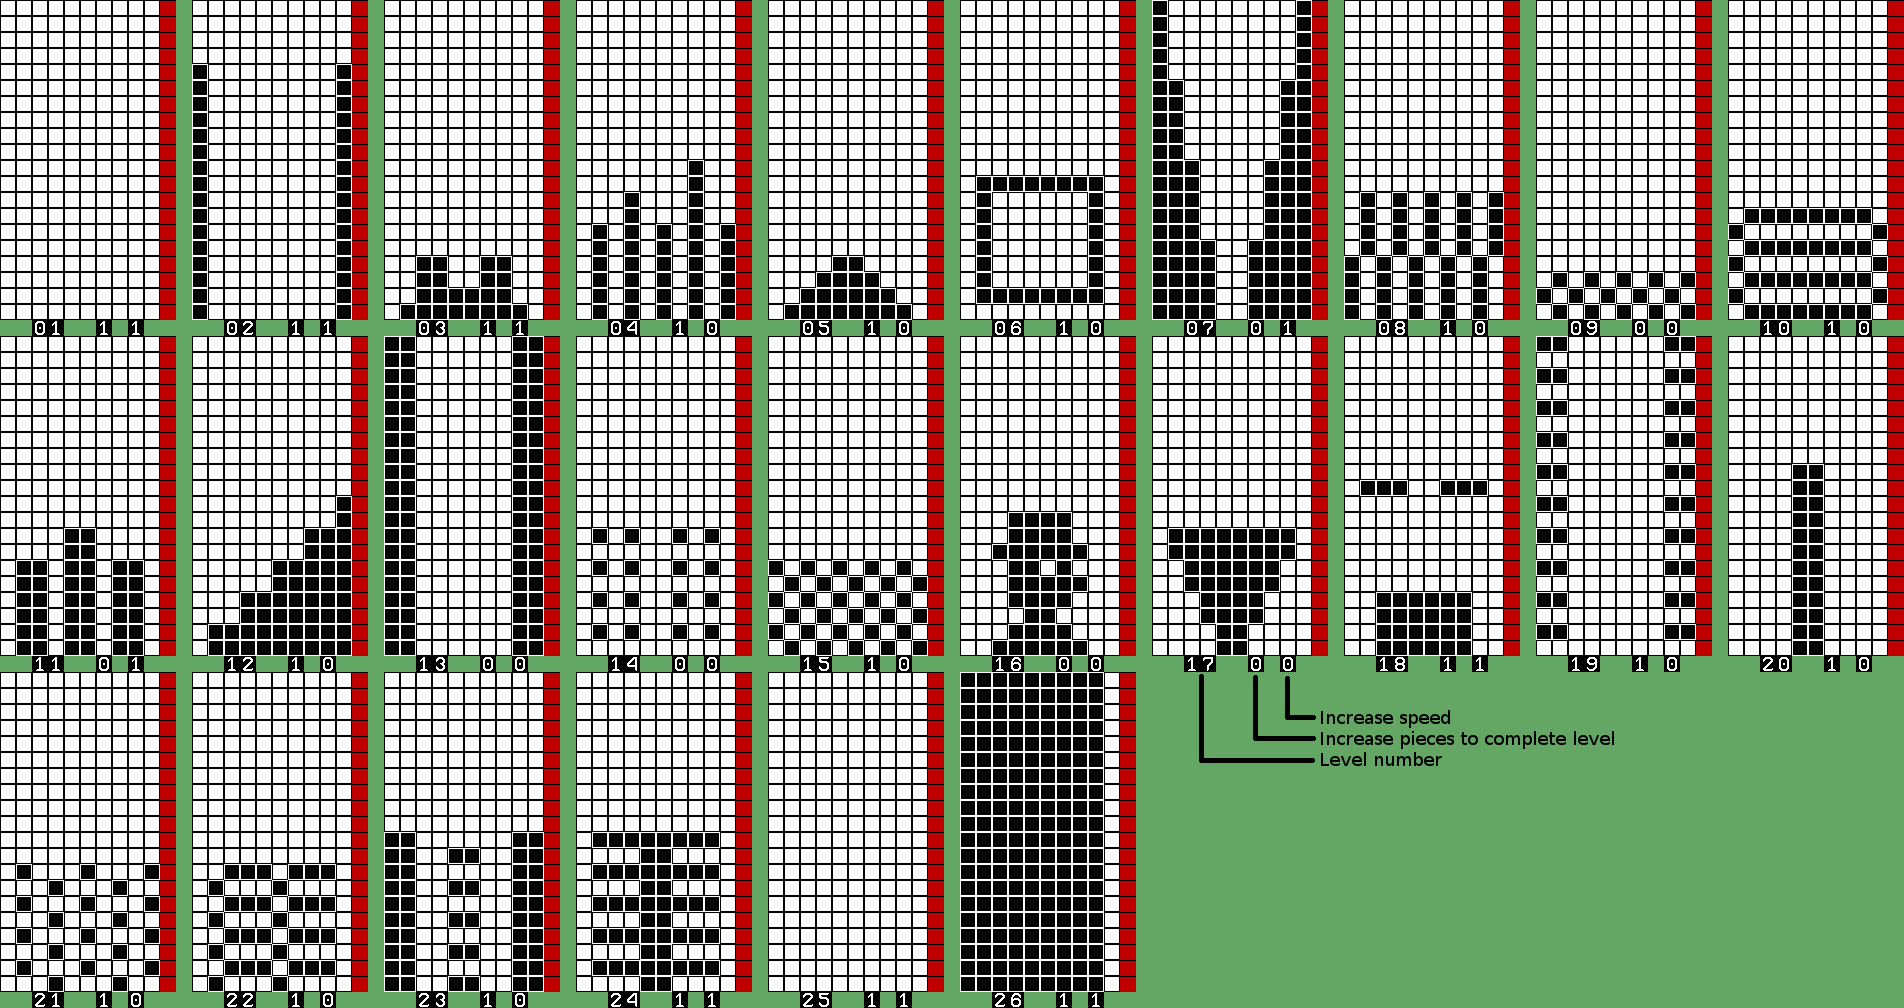 01 1 1 02 1 1 03 1 1 04 1 0 05 1 0 06 1 0 07 0 1 08 1 0 09 0 0 10 1 0
11 0 1 12 1 0 13 0 0 14 0 0 15 1 0 16 0 0 17 0 0 18 1 1 19 1 0 20 1 0
Increase speed
Increase pieces to complete level
Level number
21 1 0 22 1 0 23 1 0 24 1 1 25 1 1 26 1 1